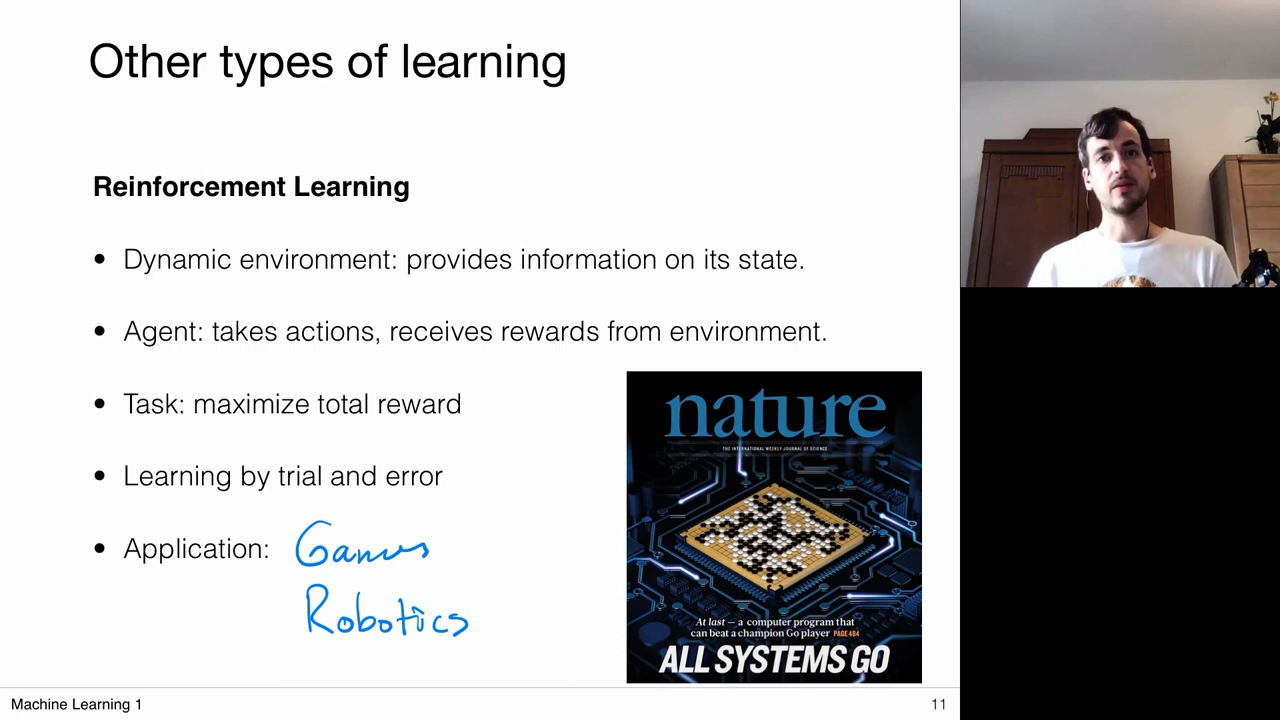 Other types of learning
Reinforcement Learning
• Dynamic environment: provides information on its state.
• Agent: takes actions, receives rewards from environment.
• Task: maximize total reward
• Learning by trial and error
• Application: Games
Robotics
nature
THE INTERNATIONAL WEEKLY JOURNAL OF SCIENCE
At last — a computer program that
can beat a champion Go player PAGE 484
ALL SYSTEMS GO
Machine Learning 1
11